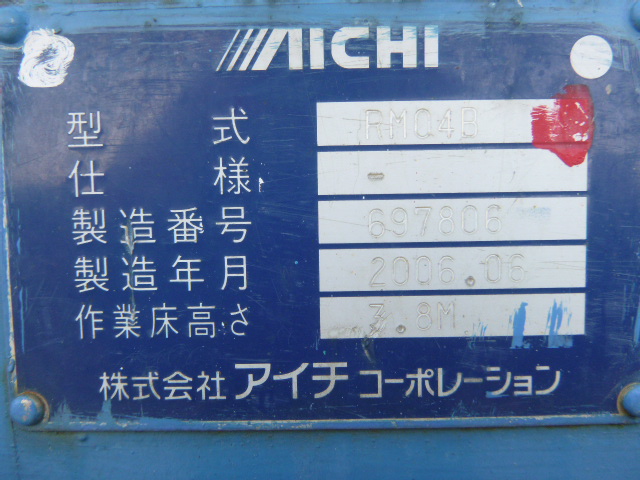 AICHI
型式 RM04B
仕様 -
製造番号 697806
製造年月 2006.06
作業床高さ 3.8M
株式会社 アイチ コーポレーション